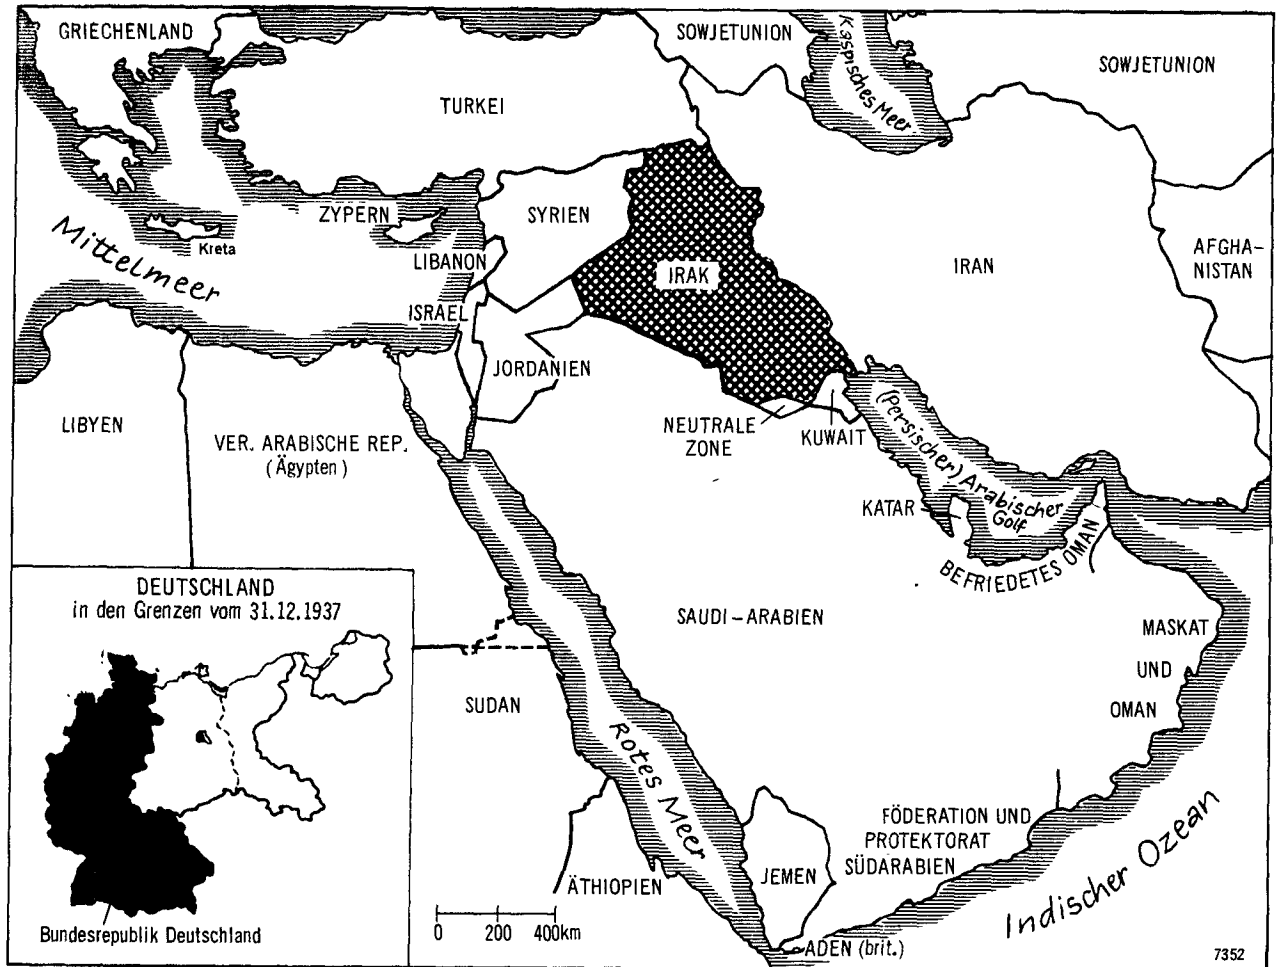 GRIECHENLAND
SOWJETUNION
Kaspisches Meer
SOWJETUNION
TURKEI
ZYPERN
SYRIEN
Kreta
Mittelmeer
LIBANON
IRAK
IRAN
AFGHA-
NISTAN
ISRAEL
JORDANIEN
LIBYEN
VER. ARABISCHE REP.
(Ägypten)
NEUTRALE
ZONE
KUWAIT
(Persischer) Arabischer
Golf
KATAR
BEFRIEDETES OMAN
DEUTSCHLAND
in den Grenzen vom 31.12.1937
SAUDI-ARABIEN
MASKAT
UND
OMAN
SUDAN
Rotes Meer
FÖDERATION UND
PROTEKTORAT
SÜDARABIEN
Indischer Ozean
ÄTHIOPIEN
JEMEN
Bundesrepublik Deutschland
0 200 400km
ADEN (brit.)
7352